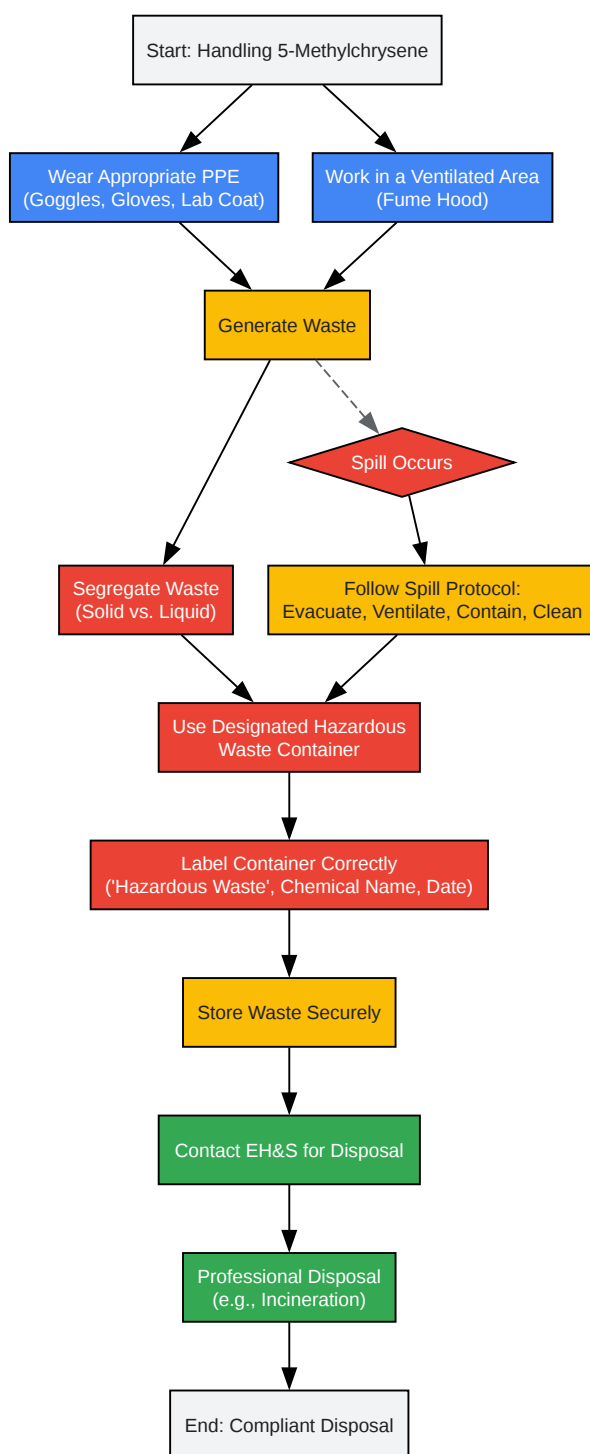 Start: Handling 5-Methylchrysene
Wear Appropriate PPE
(Goggles, Gloves, Lab Coat)
Work in a Ventilated Area
(Fume Hood)
Generate Waste
Spill Occurs
Segregate Waste
(Solid vs. Liquid)
Follow Spill Protocol:
Evacuate, Ventilate, Contain, Clean
Use Designated Hazardous
Waste Container
Label Container Correctly
('Hazardous Waste', Chemical Name, Date)
Store Waste Securely
Contact EH&S for Disposal
Professional Disposal
(e.g., Incineration)
End: Compliant Disposal